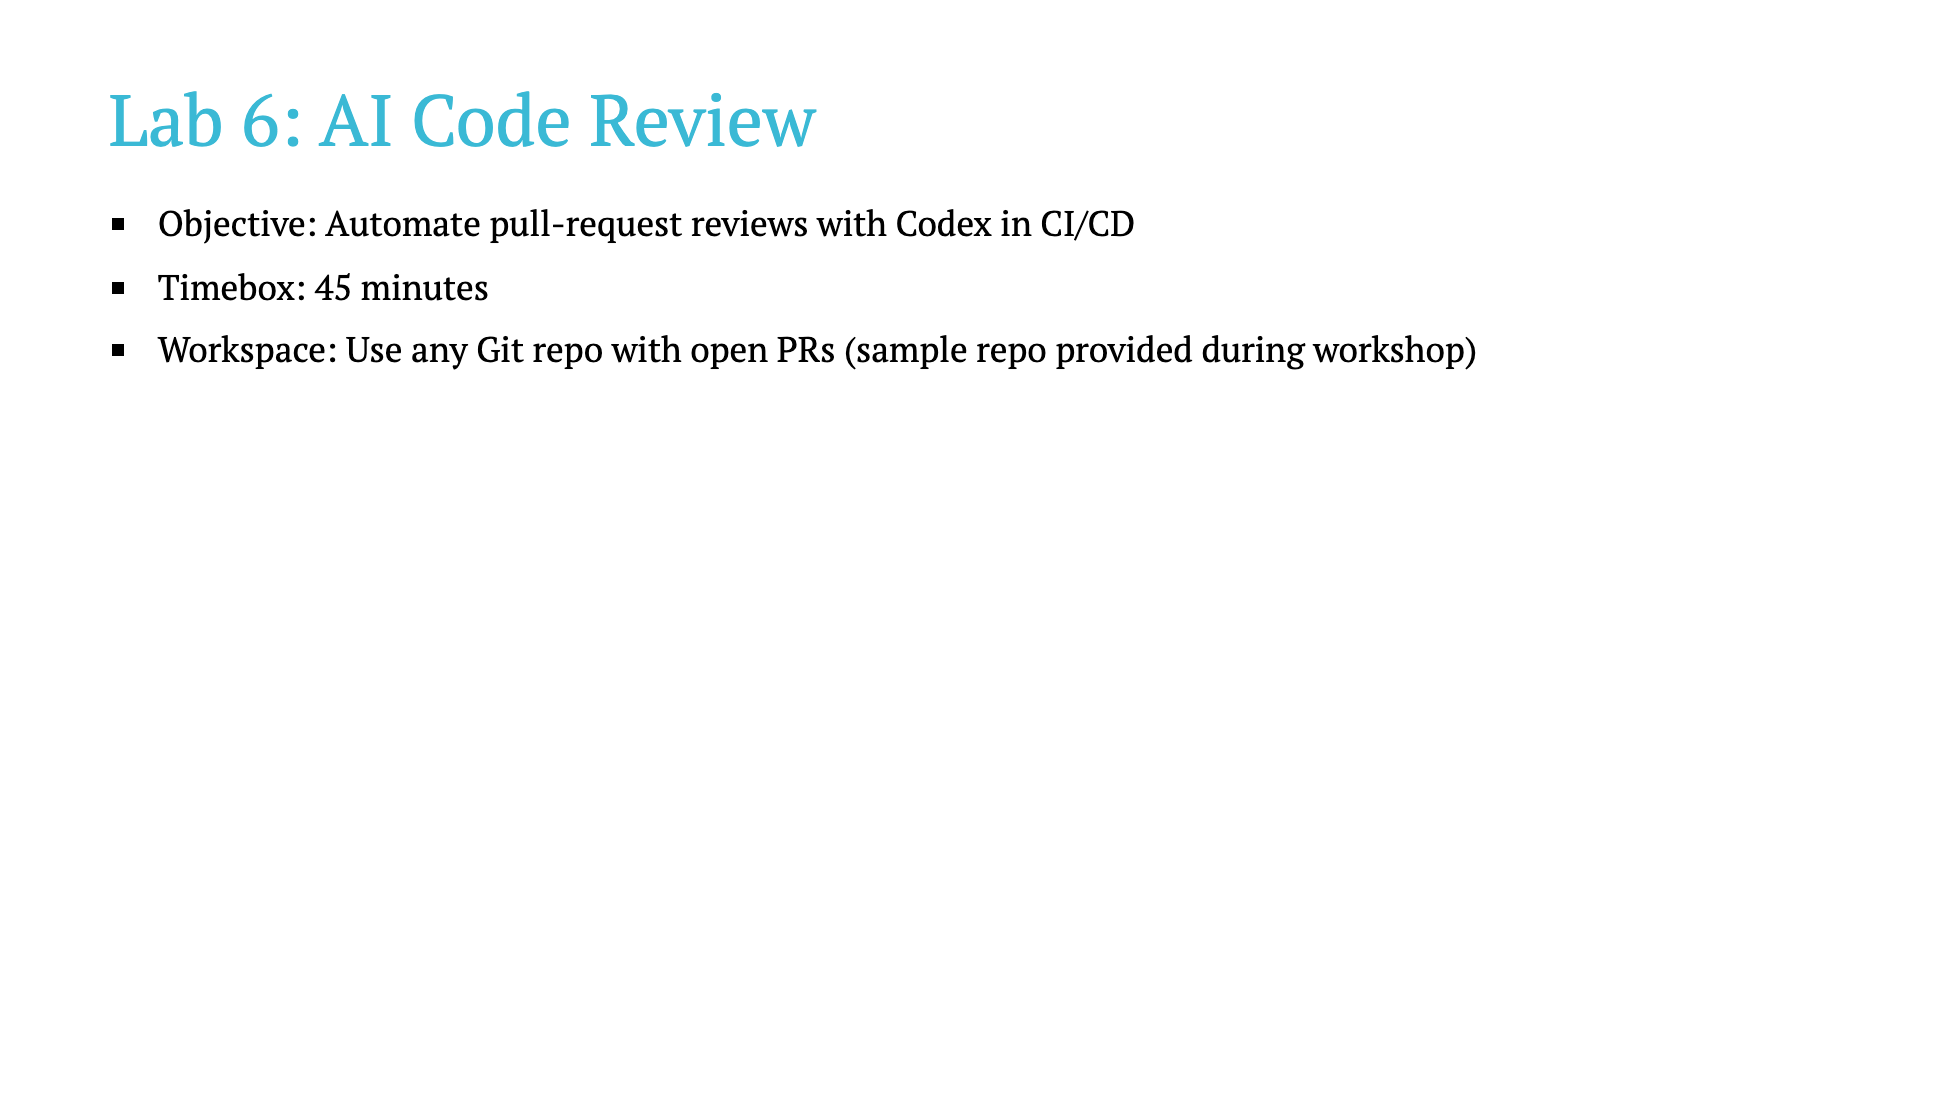 Lab 6: AI Code Review
▪ Objective: Automate pull-request reviews with Codex in CI/CD
▪ Timebox: 45 minutes
▪ Workspace: Use any Git repo with open PRs (sample repo provided during workshop)